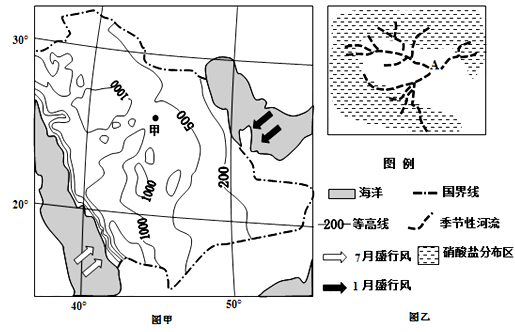 30°
20°
40°
50°
1000
500
200
1000
1000
甲
图甲
A
图例
海洋
国界线
200 等高线
季节性河流
7月盛行风
硝酸盐分布区
1月盛行风
图乙